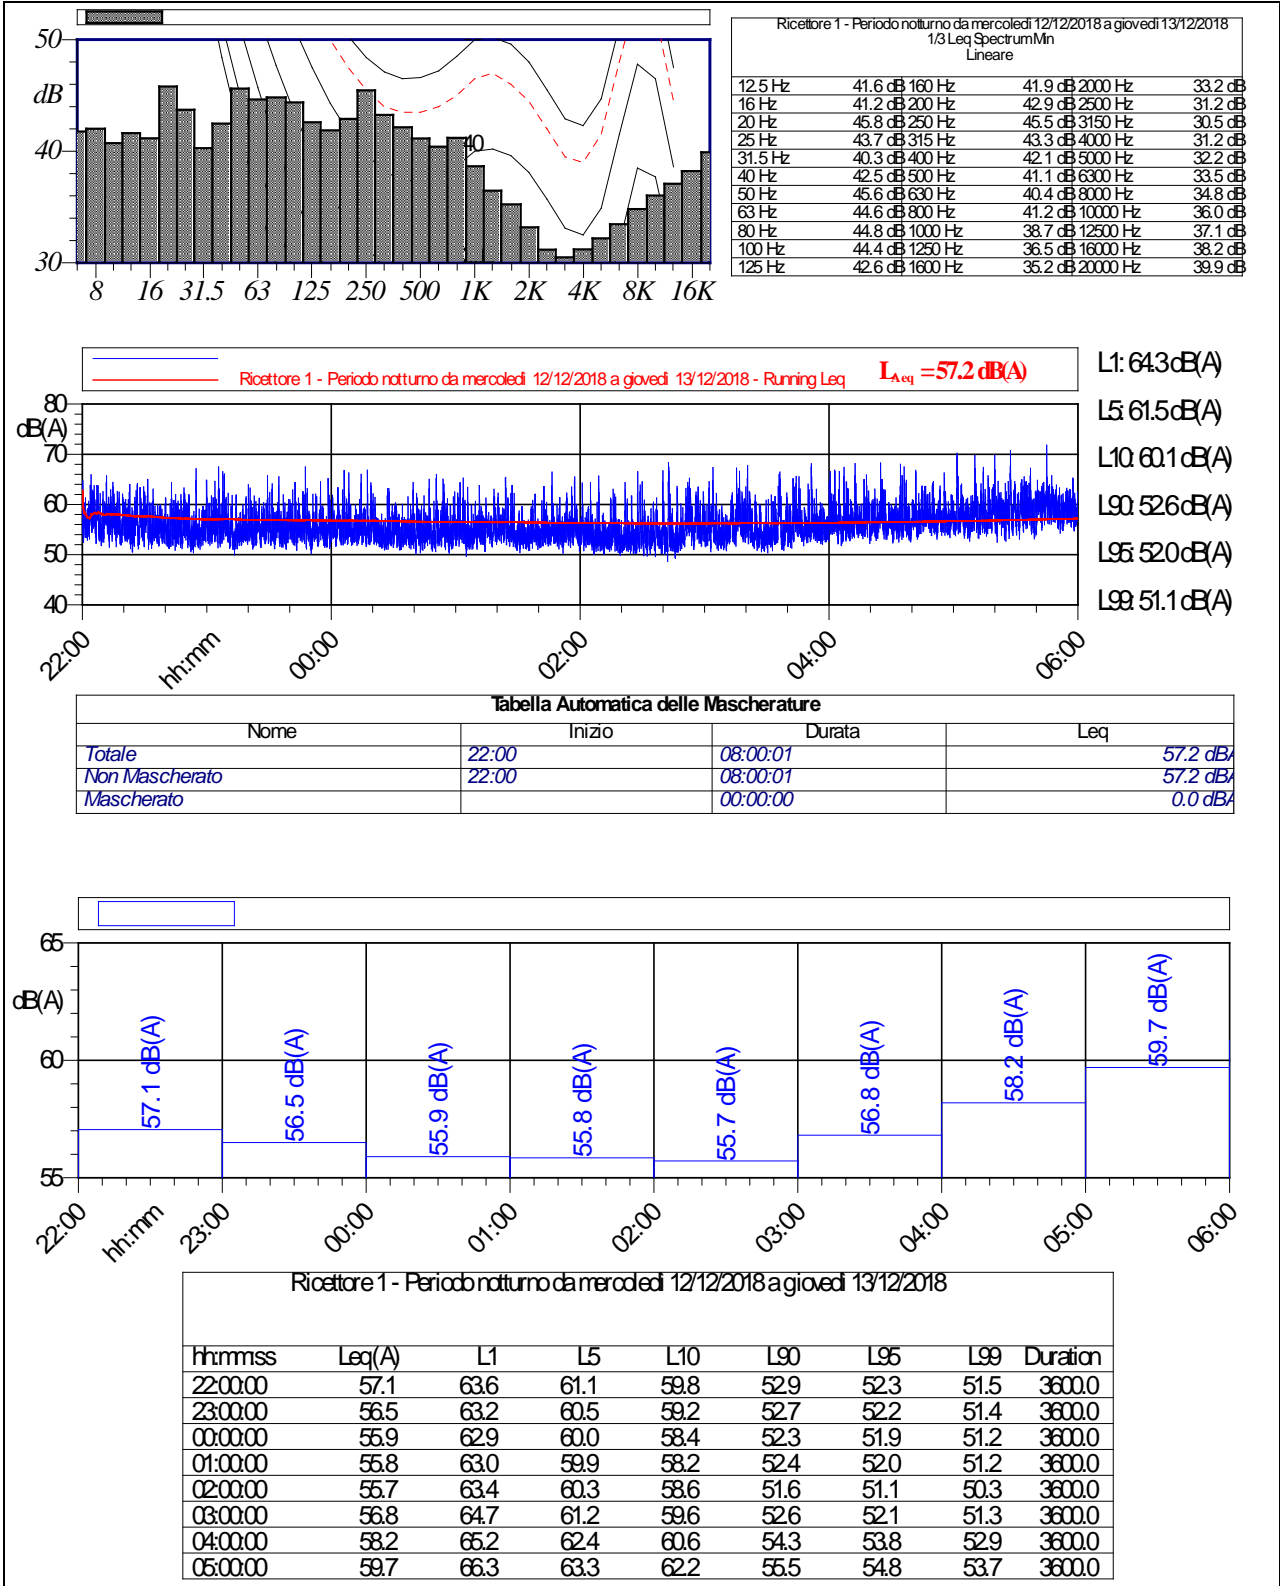 50
dB
40
30
40
8 16 31.5 63 125 250 500 1K 2K 4K 8K 16K
Ricettore 1 - Periodo notturno da mercoledì 12/12/2018 a giovedì 13/12/2018
1/3 Leq Spectrum Min
Lineare
12.5 Hz 41.6 dB 160 Hz 41.9 dB 2000 Hz 33.2 dB
16 Hz 41.2 dB 200 Hz 42.9 dB 2500 Hz 31.2 dB
20 Hz 45.8 dB 250 Hz 45.5 dB 3150 Hz 30.5 dB
25 Hz 43.7 dB 315 Hz 43.3 dB 4000 Hz 31.2 dB
31.5 Hz 40.3 dB 400 Hz 42.1 dB 5000 Hz 32.2 dB
40 Hz 42.5 dB 500 Hz 41.1 dB 6300 Hz 33.5 dB
50 Hz 45.6 dB 630 Hz 40.4 dB 8000 Hz 34.8 dB
63 Hz 44.6 dB 800 Hz 41.2 dB 10000 Hz 36.0 dB
80 Hz 44.8 dB 1000 Hz 38.7 dB 12500 Hz 37.1 dB
100 Hz 44.4 dB 1250 Hz 36.5 dB 16000 Hz 38.2 dB
125 Hz 42.6 dB 1600 Hz 35.2 dB 20000 Hz 39.9 dB
Ricettore 1 - Periodo notturno da mercoledì 12/12/2018 a giovedì 13/12/2018 - Running Leq
LAeq = 57.2 dB(A)
L1: 64.3 dB(A)
L5: 61.5 dB(A)
L10: 60.1 dB(A)
L90: 52.6 dB(A)
L95: 52.0 dB(A)
L99: 51.1 dB(A)
80
dB(A)
70
60
50
40
22:00 hh:mm 00:00 02:00 04:00 06:00
Tabella Automatica delle Mascherature
Nome Inizio Durata Leq
Totale 22:00 08:00:01 57.2 dBA
Non Mascherato 22:00 08:00:01 57.2 dBA
Mascherato 00:00:00 0.0 dBA
65
dB(A)
60
55
57.1 dB(A) 56.5 dB(A) 55.9 dB(A) 55.8 dB(A) 55.7 dB(A) 56.8 dB(A) 58.2 dB(A) 59.7 dB(A)
22:00 hh:mm 23:00 00:00 01:00 02:00 03:00 04:00 05:00 06:00
Ricettore 1 - Periodo notturno da mercoledì 12/12/2018 a giovedì 13/12/2018
hh:mm:ss Leq(A) L1 L5 L10 L90 L95 L99 Duration
22:00:00 57.1 63.6 61.1 59.8 52.9 52.3 51.5 3600.0
23:00:00 56.5 63.2 60.5 59.2 52.7 52.2 51.4 3600.0
00:00:00 55.9 62.9 60.0 58.4 52.3 51.9 51.2 3600.0
01:00:00 55.8 63.0 59.9 58.2 52.4 52.0 51.2 3600.0
02:00:00 55.7 63.4 60.3 58.6 51.6 51.1 50.3 3600.0
03:00:00 56.8 64.7 61.2 59.6 52.6 52.1 51.3 3600.0
04:00:00 58.2 65.2 62.4 60.6 54.3 53.8 52.9 3600.0
05:00:00 59.7 66.3 63.3 62.2 55.5 54.8 53.7 3600.0